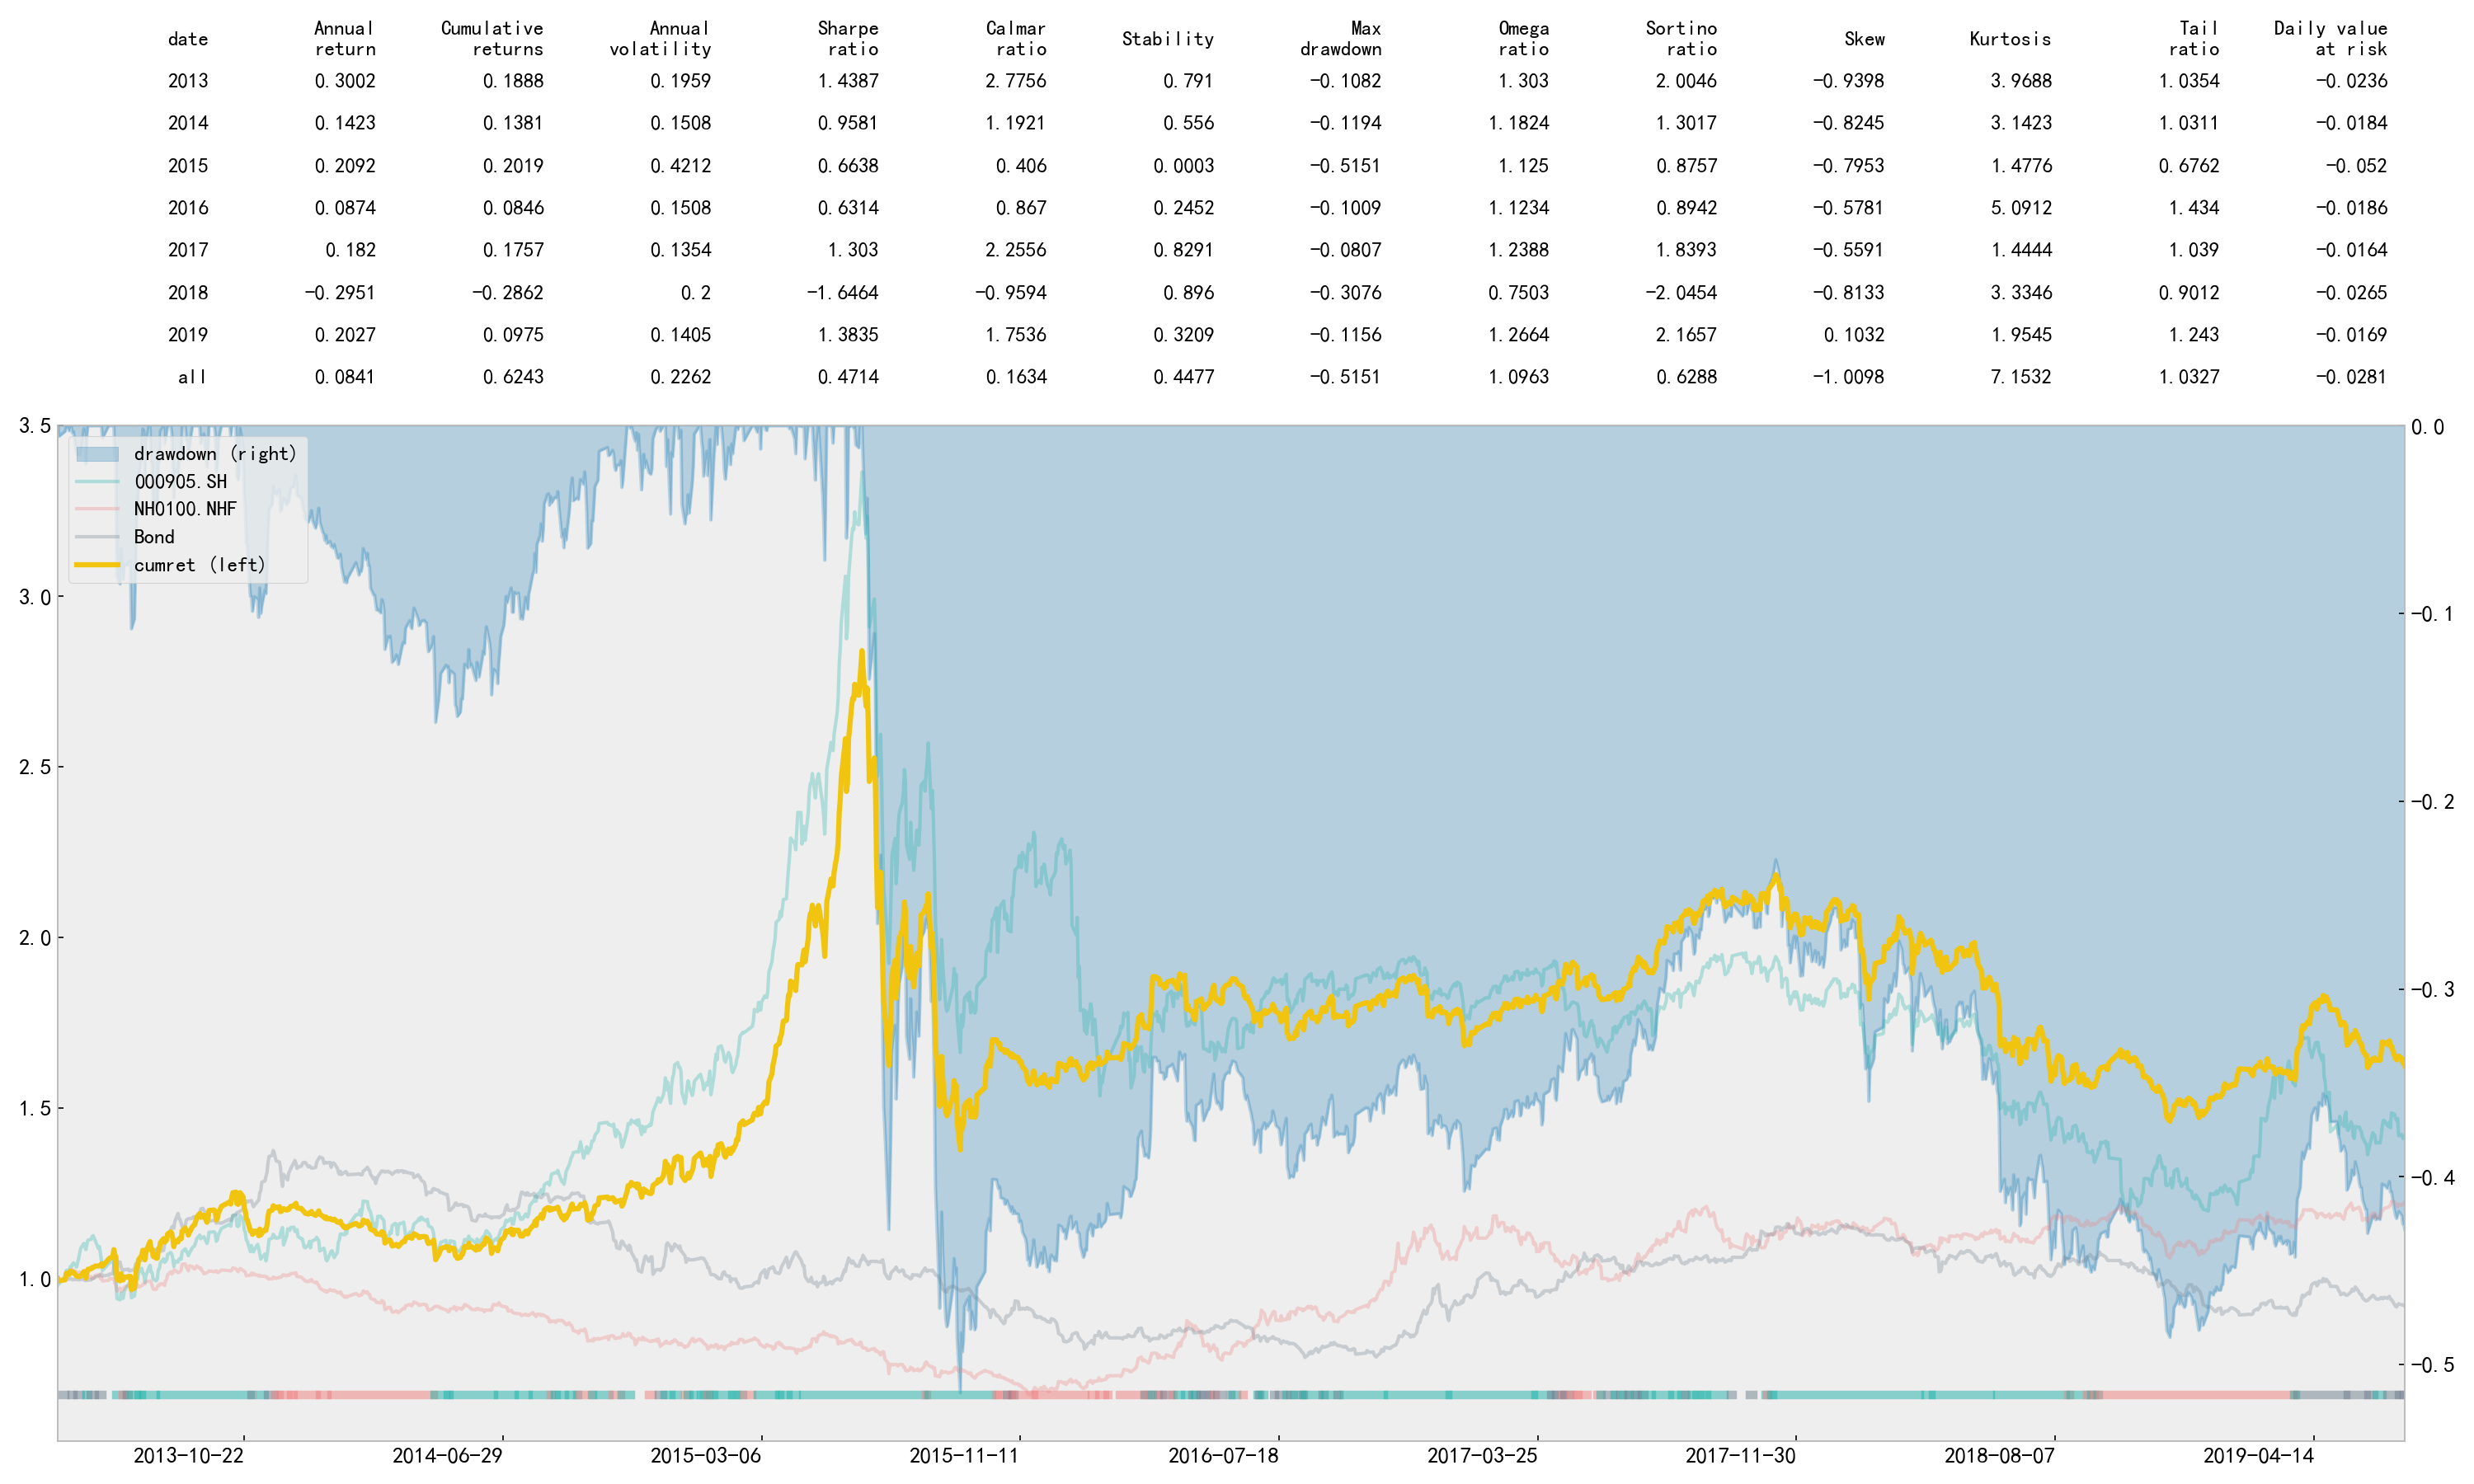 date Annual return Cumulative returns Annual volatility Sharpe ratio Calmar ratio Stability Max drawdown Omega ratio Sortino ratio Skew Kurtosis Tail ratio Daily value at risk
2013 0.3002 0.1888 0.1959 1.4387 2.7756 0.791 −0.1082 1.303 2.0046 −0.9398 3.9688 1.0354 −0.0236
2014 0.1423 0.1381 0.1508 0.9581 1.1921 0.556 −0.1194 1.1824 1.3017 −0.8245 3.1423 1.0311 −0.0184
2015 0.2092 0.2019 0.4212 0.6638 0.406 0.0003 −0.5151 1.125 0.8757 −0.7953 1.4776 0.6762 −0.052
2016 0.0874 0.0846 0.1508 0.6314 0.867 0.2452 −0.1009 1.1234 0.8942 −0.5781 5.0912 1.434 −0.0186
2017 0.182 0.1757 0.1354 1.303 2.2556 0.8291 −0.0807 1.2388 1.8393 −0.5591 1.4444 1.039 −0.0164
2018 −0.2951 −0.2862 0.2 −1.6464 −0.9594 0.896 −0.3076 0.7503 −2.0454 −0.8133 3.3346 0.9012 −0.0265
2019 0.2027 0.0975 0.1405 1.3835 1.7536 0.3209 −0.1156 1.2664 2.1657 0.1032 1.9545 1.243 −0.0169
all 0.0841 0.6243 0.2262 0.4714 0.1634 0.4477 −0.5151 1.0963 0.6288 −1.0098 7.1532 1.0327 −0.0281
3.5
3.0
2.5
2.0
1.5
1.0
drawdown (right)
000905.SH
NH0100.NHF
Bond
cumret (left)
0.0
−0.1
−0.2
−0.3
−0.4
−0.5
2013−10−22 2014−06−29 2015−03−06 2015−11−11 2016−07−18 2017−03−25 2017−11−30 2018−08−07 2019−04−14